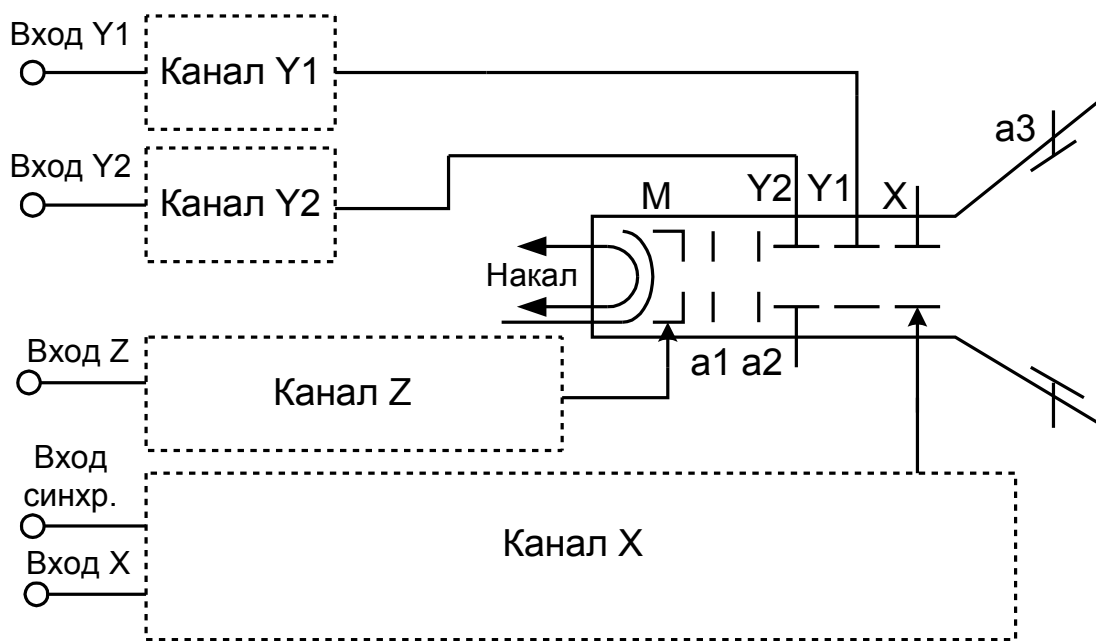 Вход Y1
Канал Y1
Вход Y2
Канал Y2
a3
М
Y2
Y1
X
Накал
a1 a2
Вход Z
Канал Z
Вход
синхр.
Канал X
Вход X